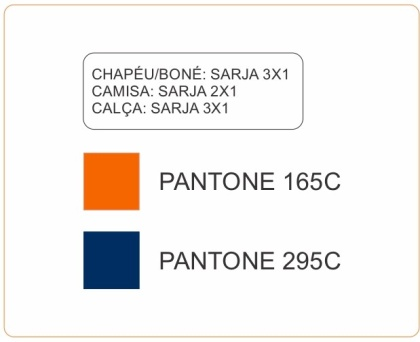 CHAPÉU/BONÉ: SARJA 3X1
CAMISA: SARJA 2X1
CALÇA: SARJA 3X1
PANTONE 165C
PANTONE 295C